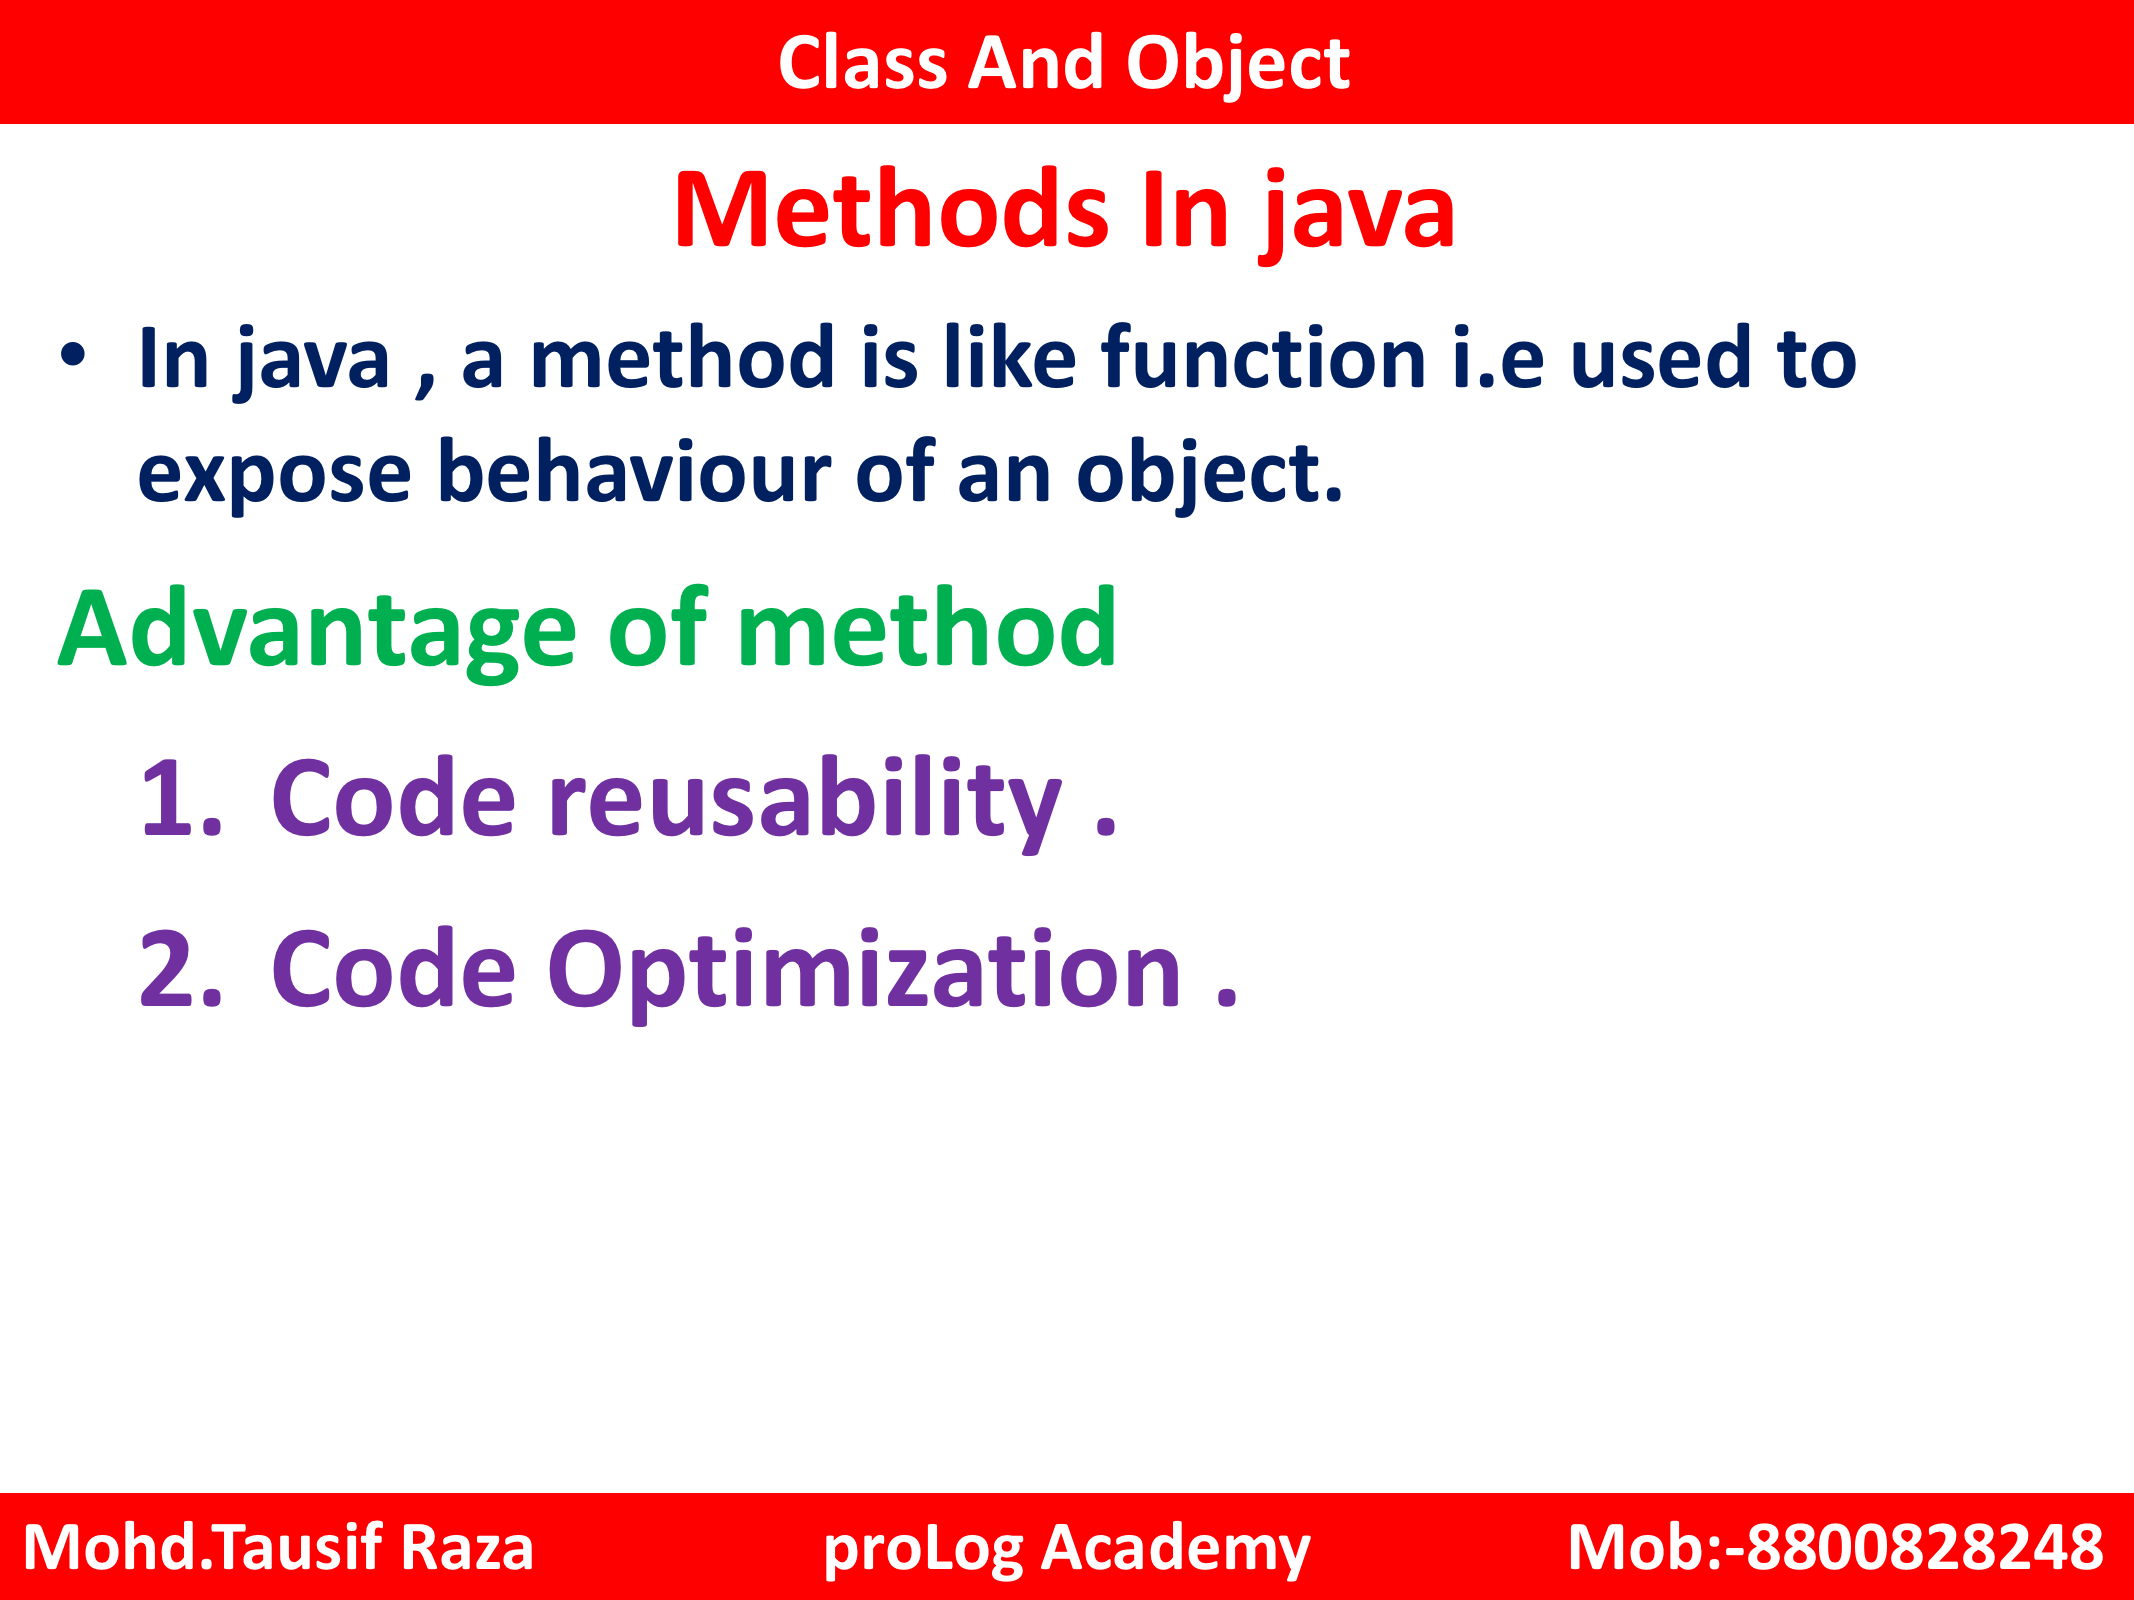 Class And Object
Methods In java
• In java , a method is like function i.e used to
expose behaviour of an object.
Advantage of method
1. Code reusability .
2. Code Optimization .
Mohd.Tausif Raza proLog Academy Mob:-8800828248